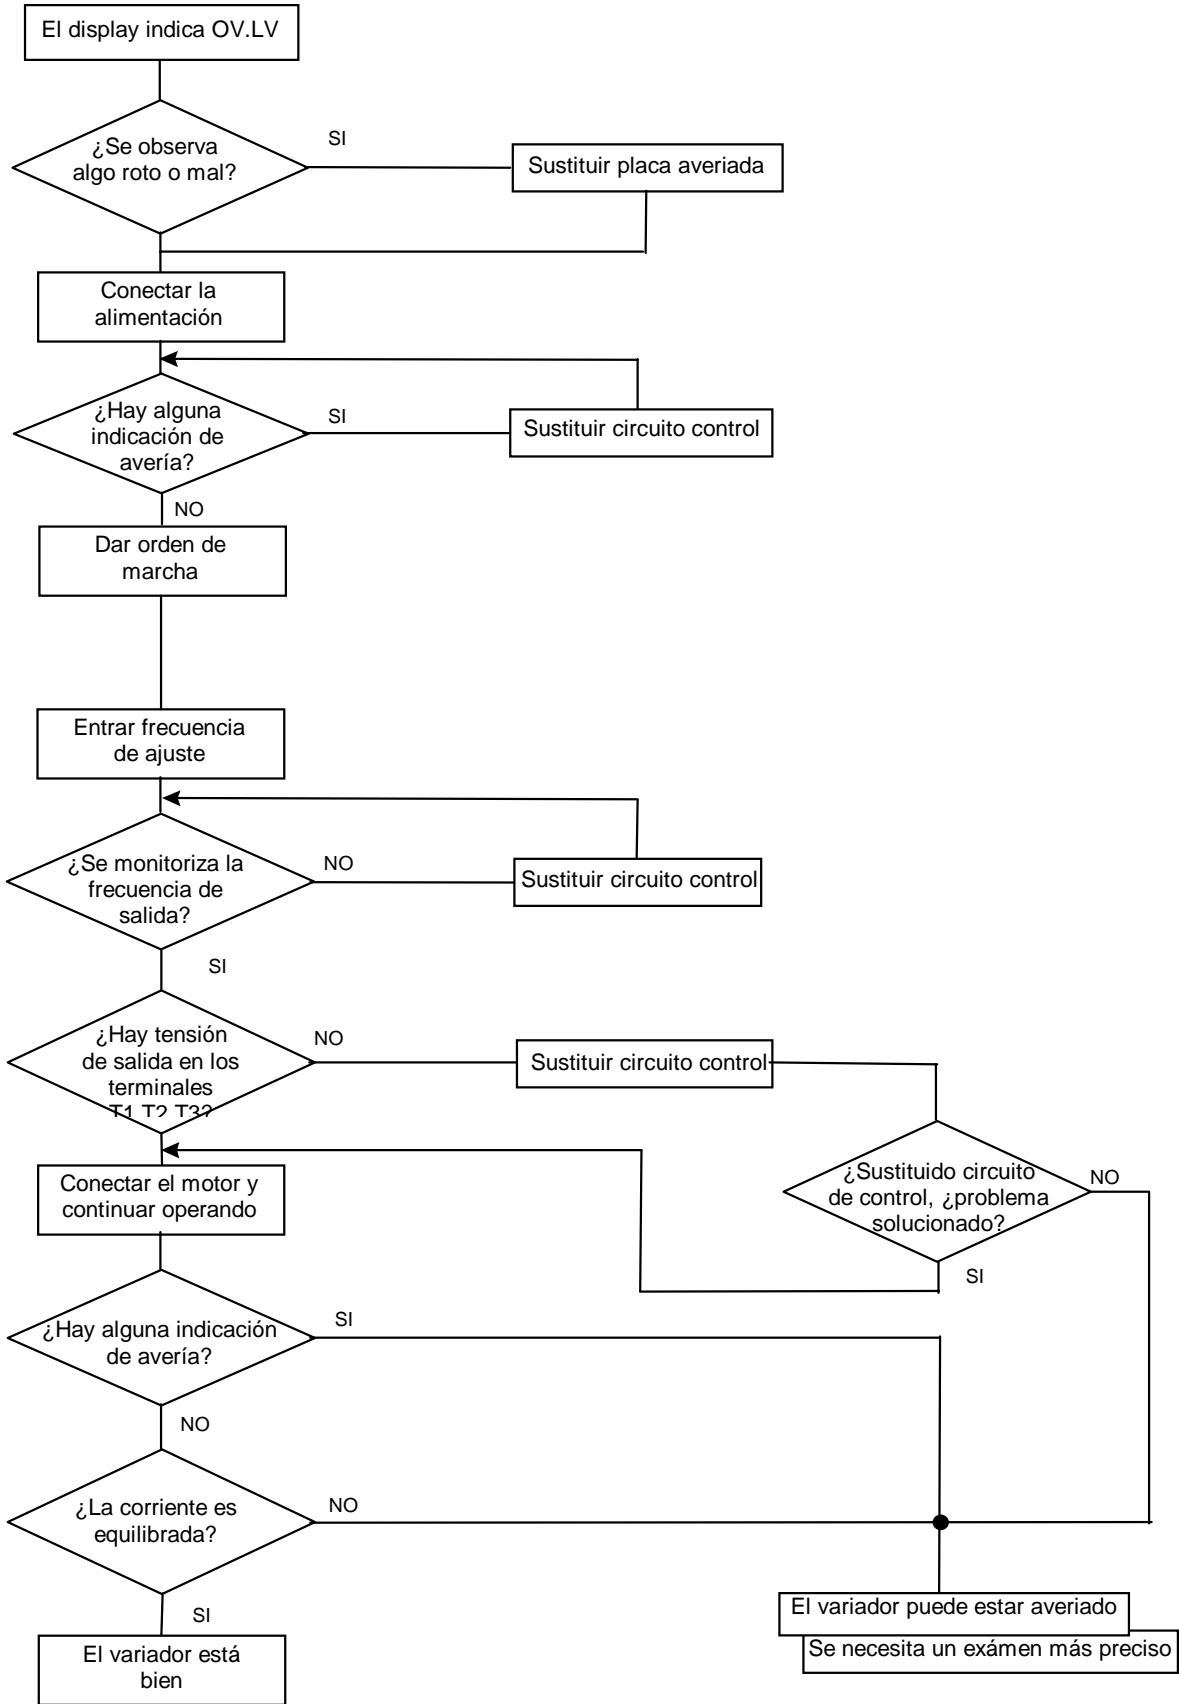 El display indica OV.LV
¿Se observa
algo roto o mal?
SI
Sustituir placa averiada
Conectar la
alimentación
¿Hay alguna
indicación de
avería?
SI
Sustituir circuito control
NO
Dar orden de
marcha
Entrar frecuencia
de ajuste
¿Se monitoriza la
frecuencia de
salida?
NO
Sustituir circuito control
SI
¿Hay tensión
de salida en los
terminales
T1,T2,T3?
NO
Sustituir circuito control
¿Sustituido circuito
de control, ¿problema
solucionado?
NO
SI
Conectar el motor y
continuar operando
¿Hay alguna indicación
de avería?
SI
NO
¿La corriente es
equilibrada?
NO
SI
El variador está
bien
El variador puede estar averiado
Se necesita un exámen más preciso